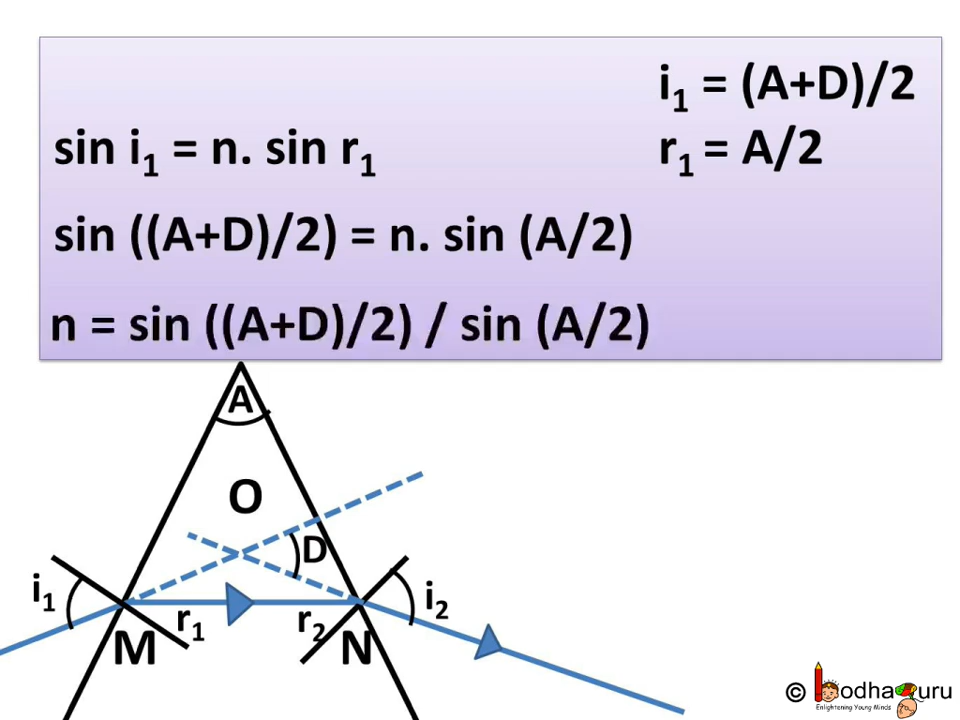 i₁ = (A+D)/2
sin i₁ = n. sin r₁
r₁ = A/2
sin ((A+D)/2) = n. sin (A/2)
n = sin ((A+D)/2) / sin (A/2)
A
O
D
i₁
i₂
r₁
r₂
M
N
© odhaguru
Enlightening Young Minds